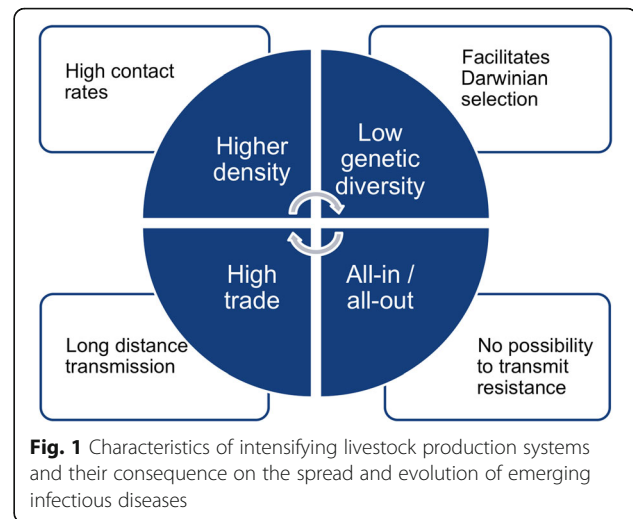 High contact
rates
Facilitates
Darwinian
selection
Higher
density
Low
genetic
diversity
High
trade
All-in /
all-out
Long distance
transmission
No possibility
to transmit
resistance
Fig. 1 Characteristics of intensifying livestock production systems
and their consequence on the spread and evolution of emerging
infectious diseases